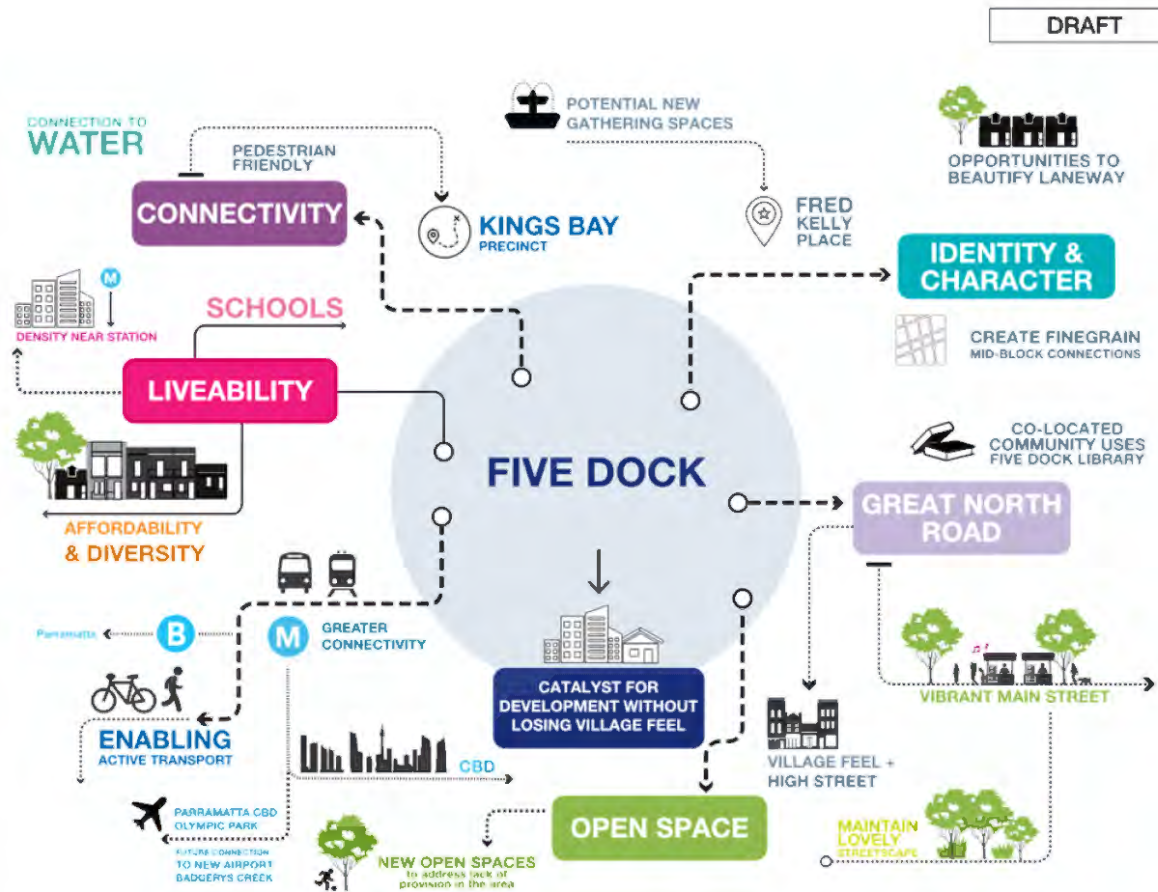 DRAFT
CONNECTION TO
WATER
PEDESTRIAN
FRIENDLY
CONNECTIVITY
KINGS BAY
PRECINCT
POTENTIAL NEW
GATHERING SPACES
FRED
KELLY
PLACE
OPPORTUNITIES TO
BEAUTIFY LANEWAY
IDENTITY &
CHARACTER
CREATE FINEGRAIN
MID-BLOCK CONNECTIONS
M
DENSITY NEAR STATION
SCHOOLS
LIVEABILITY
AFFORDABILITY
& DIVERSITY
FIVE DOCK
CO-LOCATED
COMMUNITY USES
FIVE DOCK LIBRARY
GREAT NORTH
ROAD
Parramatta
B
M
GREATER
CONNECTIVITY
ENABLING
ACTIVE TRANSPORT
CATALYST FOR
DEVELOPMENT WITHOUT
LOSING VILLAGE FEEL
VIBRANT MAIN STREET
VILLAGE FEEL +
HIGH STREET
CBD
PARRAMATTA CBD
OLYMPIC PARK
FUTURE CONNECTION
TO NEW AIRPORT
BADGERYS CREEK
NEW OPEN SPACES
to address lack of
provision in the area
OPEN SPACE
MAINTAIN
LOVELY
STREETSCAPE